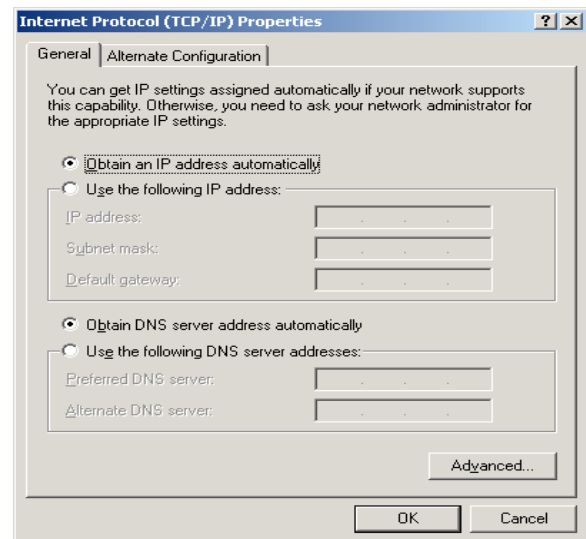 Internet Protocol (TCP/IP) Properties
General
Alternate Configuration
You can get IP settings assigned automatically if your network supports
this capability. Otherwise, you need to ask your network administrator for
the appropriate IP settings.
Obtain an IP address automatically
Use the following IP address:
IP address:
Subnet mask:
Default gateway:
Obtain DNS server address automatically
Use the following DNS server addresses:
Preferred DNS server:
Alternate DNS server:
Advanced...
OK
Cancel